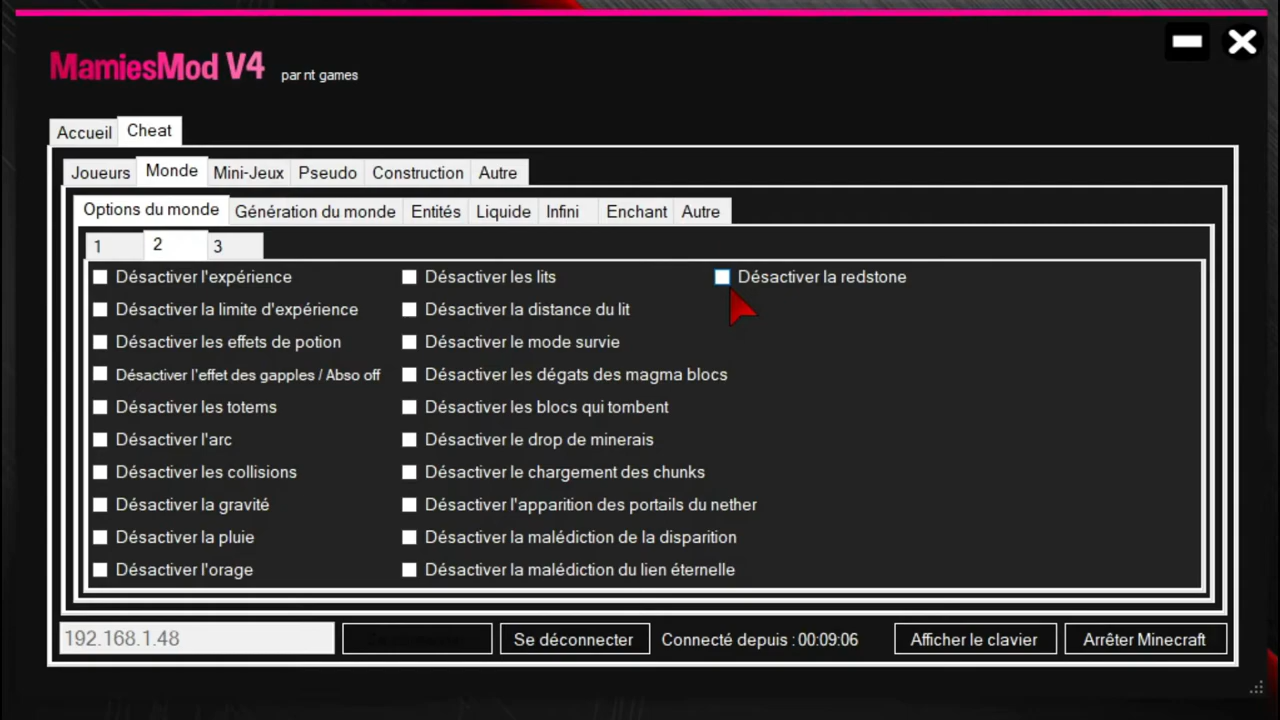 MamiesMod V4 par nt games
Accueil Cheat
Joueurs Monde Mini-Jeux Pseudo Construction Autre
Options du monde Génération du monde Entités Liquide Infini Enchant Autre
1 2 3
Désactiver l'expérience
Désactiver la limite d'expérience
Désactiver les effets de potion
Désactiver l'effet des gapples / Abso off
Désactiver les totems
Désactiver l'arc
Désactiver les collisions
Désactiver la gravité
Désactiver la pluie
Désactiver l'orage
Désactiver les lits
Désactiver la distance du lit
Désactiver le mode survie
Désactiver les dégats des magma blocs
Désactiver les blocs qui tombent
Désactiver le drop de minerais
Désactiver le chargement des chunks
Désactiver l'apparition des portails du nether
Désactiver la malédiction de la disparition
Désactiver la malédiction du lien éternelle
Désactiver la redstone
192.168.1.48 Se déconnecter Connecté depuis : 00:09:06 Afficher le clavier Arrêter Minecraft